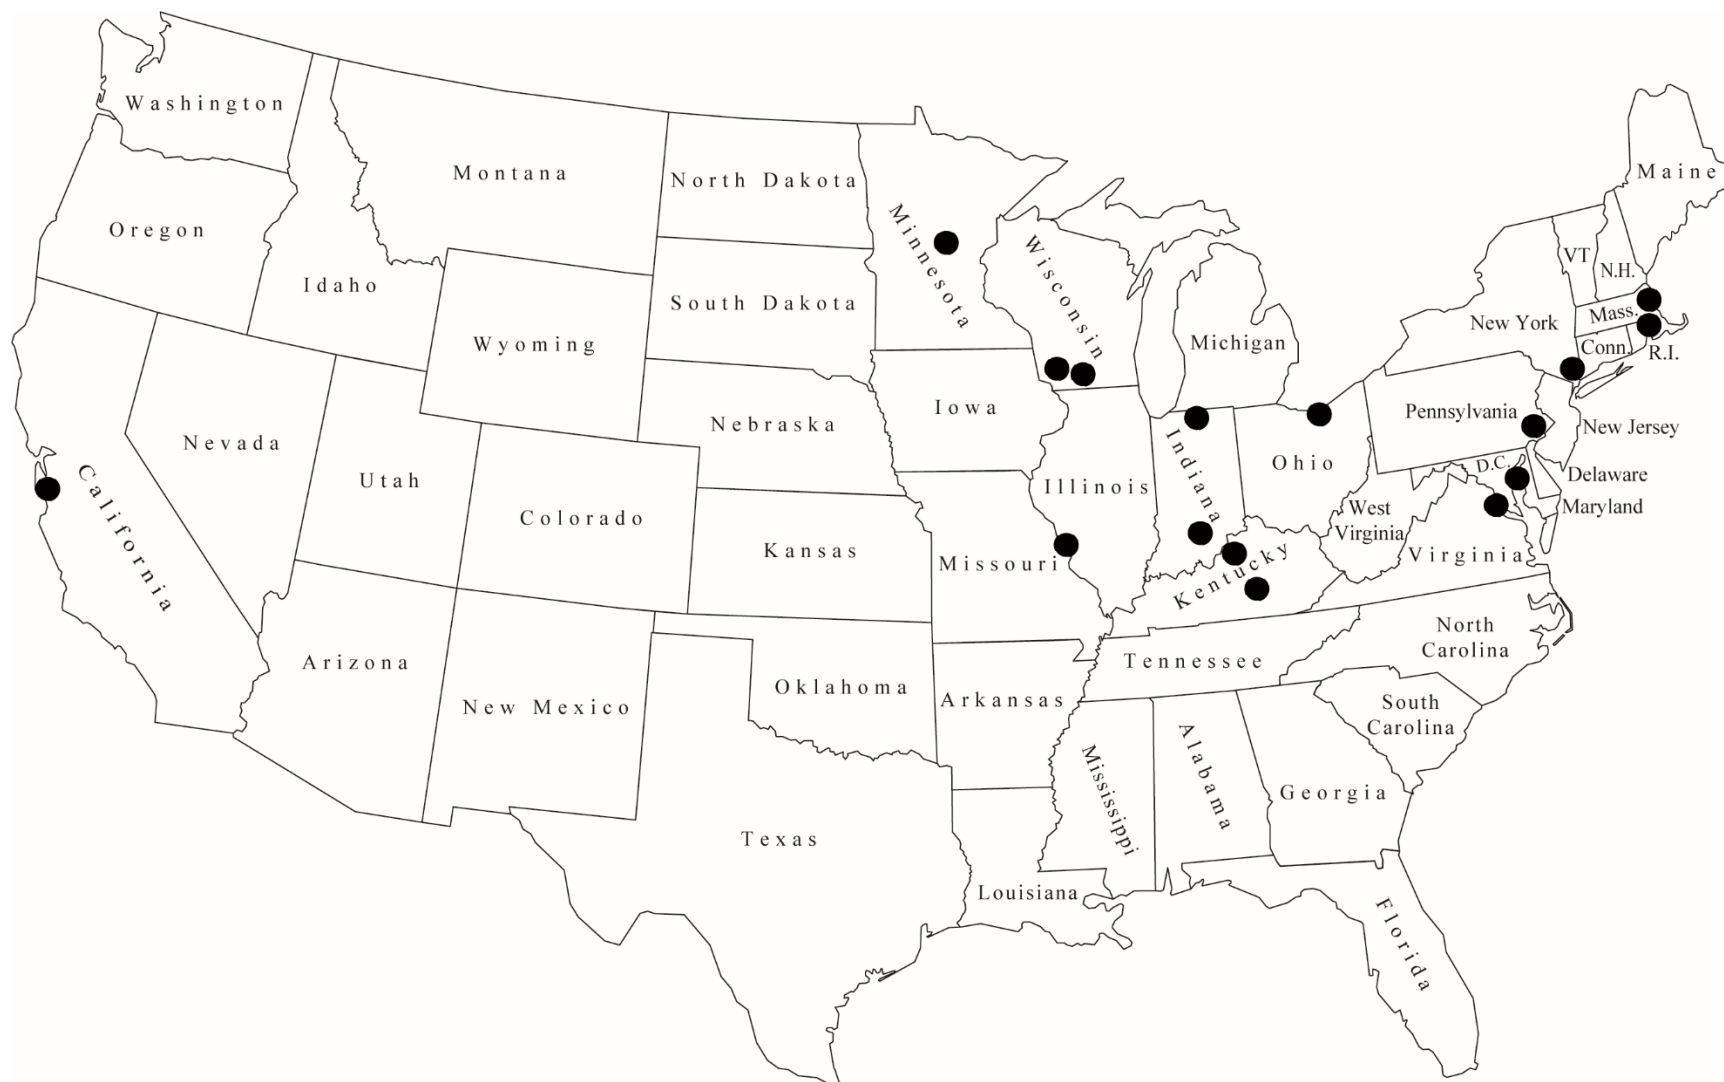 Washington
Montana
North Dakota
Minnesota
Maine
Oregon
Idaho
Wisconsin
VT
N.H.
South Dakota
Wyoming
Michigan
New York
Mass.
Conn.
R.I.
Nevada
Utah
Nebraska
Iowa
Pennsylvania
New Jersey
California
Colorado
Kansas
Illinois
Indiana
Ohio
D.C.
Delaware
Maryland
West
Virginia
Virginia
Missouri
Kentucky
Arizona
New Mexico
Oklahoma
Arkansas
Tennessee
North
Carolina
South
Carolina
Texas
Mississippi
Alabama
Georgia
Louisiana
Florida